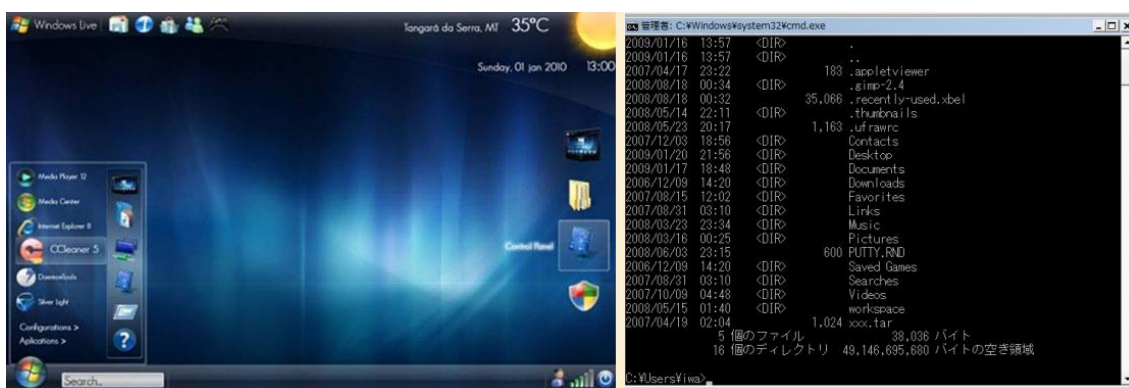 Windows Live
Tangará da Serra, MT 35°C
Sunday, 01 jan 2010 13:00
Media Player 12
Media Center
Internet Explorer 8
CCleaner 5
DaemonTools
Silver Light
Configurations >
Aplications >
Search...
Control Panel
管理者: C:¥Windows¥system32¥cmd.exe
2009/01/16 13:57 <DIR> .
2009/01/16 13:57 <DIR> ..
2007/04/17 23:22 183 .appletviewer
2008/08/18 00:34 <DIR> .gimp-2.4
2008/08/18 00:32 35,066 .recently-used.xbel
2008/05/14 22:11 <DIR> .thumbnails
2008/05/23 20:17 1,163 .ufrawrc
2007/12/03 18:56 <DIR> Contacts
2009/01/20 21:56 <DIR> Desktop
2009/01/17 18:48 <DIR> Documents
2006/12/09 14:20 <DIR> Downloads
2007/08/15 12:02 <DIR> Favorites
2007/08/31 03:10 <DIR> Links
2008/03/23 23:34 <DIR> Music
2008/03/16 00:25 <DIR> Pictures
2008/06/03 23:15 600 PUTTY.RND
2006/12/09 14:20 <DIR> Saved Games
2007/08/31 03:10 <DIR> Searches
2007/10/09 04:48 <DIR> Videos
2008/05/15 01:40 <DIR> workspace
2007/04/19 02:04 1,024 xxx.tar
5 個のファイル 38,036 バイト
16 個のディレクトリ 49,146,695,680 バイトの空き領域
C:¥Users¥iwa>_